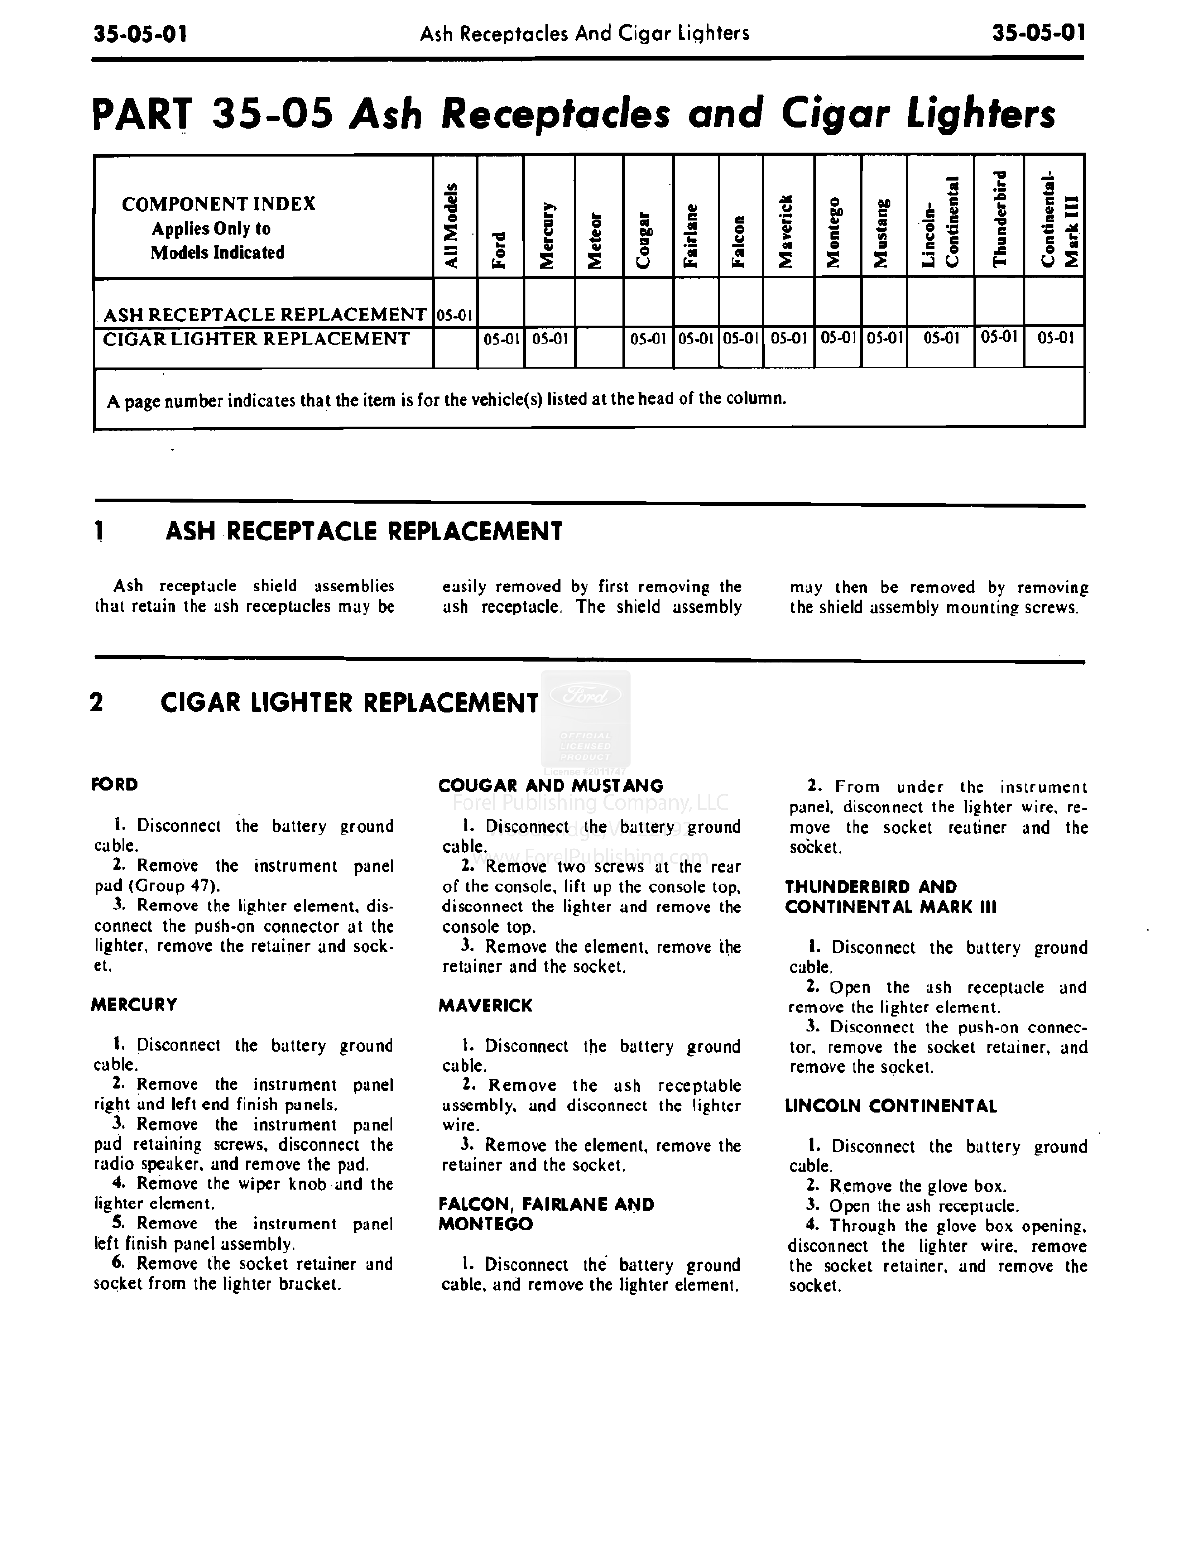 35-05-01 Ash Receptacles And Cigar Lighters 35-05-01
PART 35-05 Ash Receptacles and Cigar Lighters
COMPONENT INDEX
Applies Only to
Models Indicated
All Models
Ford
Mercury
Meteor
Cougar
Fairlane
Falcon
Maverick
Montego
Mustang
Lincoln-
Continental
Thunderbird
Continental-
Mark III
ASH RECEPTACLE REPLACEMENT 05-01
CIGAR LIGHTER REPLACEMENT 05-01 05-01 05-01 05-01 05-01 05-01 05-01 05-01 05-01 05-01 05-01
A page number indicates that the item is for the vehicle(s) listed at the head of the column.
1 ASH RECEPTACLE REPLACEMENT
Ash receptacle shield assemblies
that retain the ash receptacles may be
easily removed by first removing the
ash receptacle. The shield assembly
may then be removed by removing
the shield assembly mounting screws.
2 CIGAR LIGHTER REPLACEMENT
Ford
OFFICIAL
LICENSED
PRODUCT
Forel Publishing Company, LLC
www.ForelPublishing.com
FORD
1. Disconnect the battery ground
cable.
2. Remove the instrument panel
pad (Group 47).
3. Remove the lighter element, dis-
connect the push-on connector at the
lighter, remove the retainer and sock-
et.
MERCURY
1. Disconnect the battery ground
cable.
2. Remove the instrument panel
right and left end finish panels.
3. Remove the instrument panel
pad retaining screws, disconnect the
radio speaker, and remove the pad.
4. Remove the wiper knob and the
lighter element.
5. Remove the instrument panel
left finish panel assembly.
6. Remove the socket retainer and
socket from the lighter bracket.
COUGAR AND MUSTANG
1. Disconnect the battery ground
cable.
2. Remove two screws at the rear
of the console, lift up the console top,
disconnect the lighter and remove the
console top.
3. Remove the element, remove the
retainer and the socket.
MAVERICK
1. Disconnect the battery ground
cable.
2. Remove the ash receptable
assembly, and disconnect the lighter
wire.
3. Remove the element, remove the
retainer and the socket.
FALCON, FAIRLANE AND
MONTEGO
1. Disconnect the battery ground
cable, and remove the lighter element.
2. From under the instrument
panel, disconnect the lighter wire, re-
move the socket reatiner and the
socket.
THUNDERBIRD AND
CONTINENTAL MARK III
1. Disconnect the battery ground
cable.
2. Open the ash receptacle and
remove the lighter element.
3. Disconnect the push-on connec-
tor, remove the socket retainer, and
remove the socket.
LINCOLN CONTINENTAL
1. Disconnect the battery ground
cable.
2. Remove the glove box.
3. Open the ash receptacle.
4. Through the glove box opening,
disconnect the lighter wire, remove
the socket retainer, and remove the
socket.